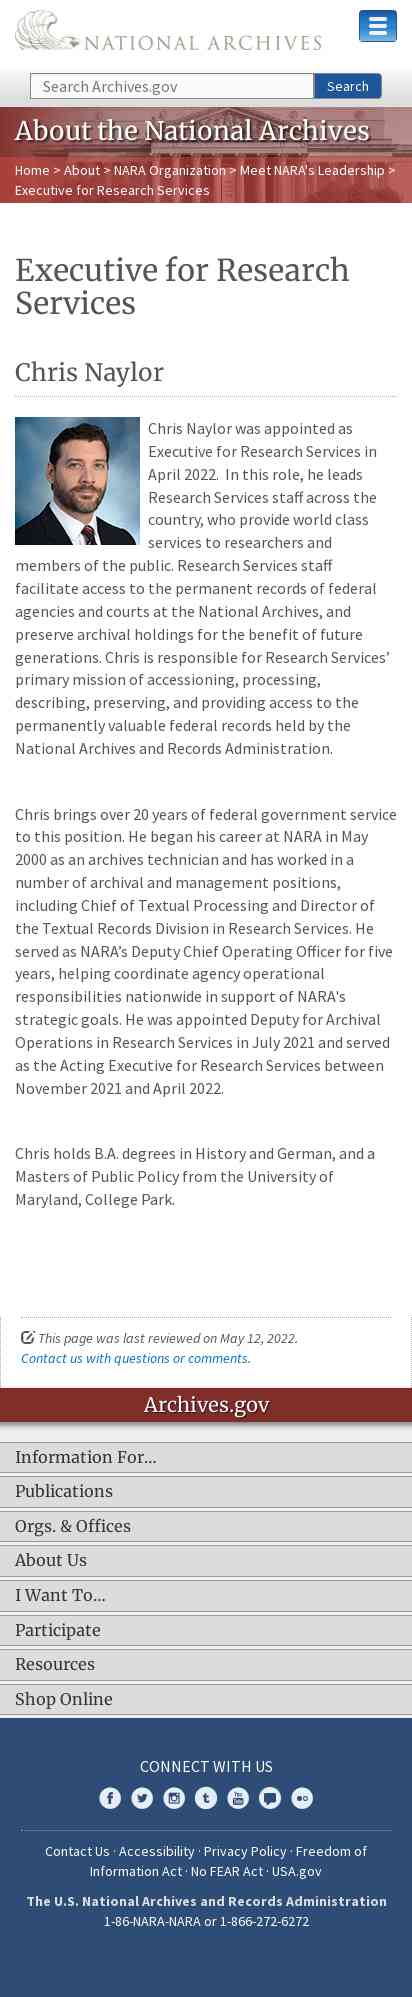 NATIONAL ARCHIVES
Search Archives.gov
Search
About the National Archives
Home > About > NARA Organization > Meet NARA's Leadership >
Executive for Research Services
Executive for Research
Services
Chris Naylor
Chris Naylor was appointed as
Executive for Research Services in
April 2022.  In this role, he leads
Research Services staff across the
country, who provide world class
services to researchers and
members of the public. Research Services staff
facilitate access to the permanent records of federal
agencies and courts at the National Archives, and
preserve archival holdings for the benefit of future
generations. Chris is responsible for Research Services’
primary mission of accessioning, processing,
describing, preserving, and providing access to the
permanently valuable federal records held by the
National Archives and Records Administration.
Chris brings over 20 years of federal government service
to this position. He began his career at NARA in May
2000 as an archives technician and has worked in a
number of archival and management positions,
including Chief of Textual Processing and Director of
the Textual Records Division in Research Services. He
served as NARA’s Deputy Chief Operating Officer for five
years, helping coordinate agency operational
responsibilities nationwide in support of NARA's
strategic goals. He was appointed Deputy for Archival
Operations in Research Services in July 2021 and served
as the Acting Executive for Research Services between
November 2021 and April 2022.
Chris holds B.A. degrees in History and German, and a
Masters of Public Policy from the University of
Maryland, College Park.
This page was last reviewed on May 12, 2022.
Contact us with questions or comments.
Archives.gov
Information For…
Publications
Orgs. & Offices
About Us
I Want To…
Participate
Resources
Shop Online
CONNECT WITH US
Contact Us · Accessibility · Privacy Policy · Freedom of
Information Act · No FEAR Act · USA.gov
The U.S. National Archives and Records Administration
1-86-NARA-NARA or 1-866-272-6272